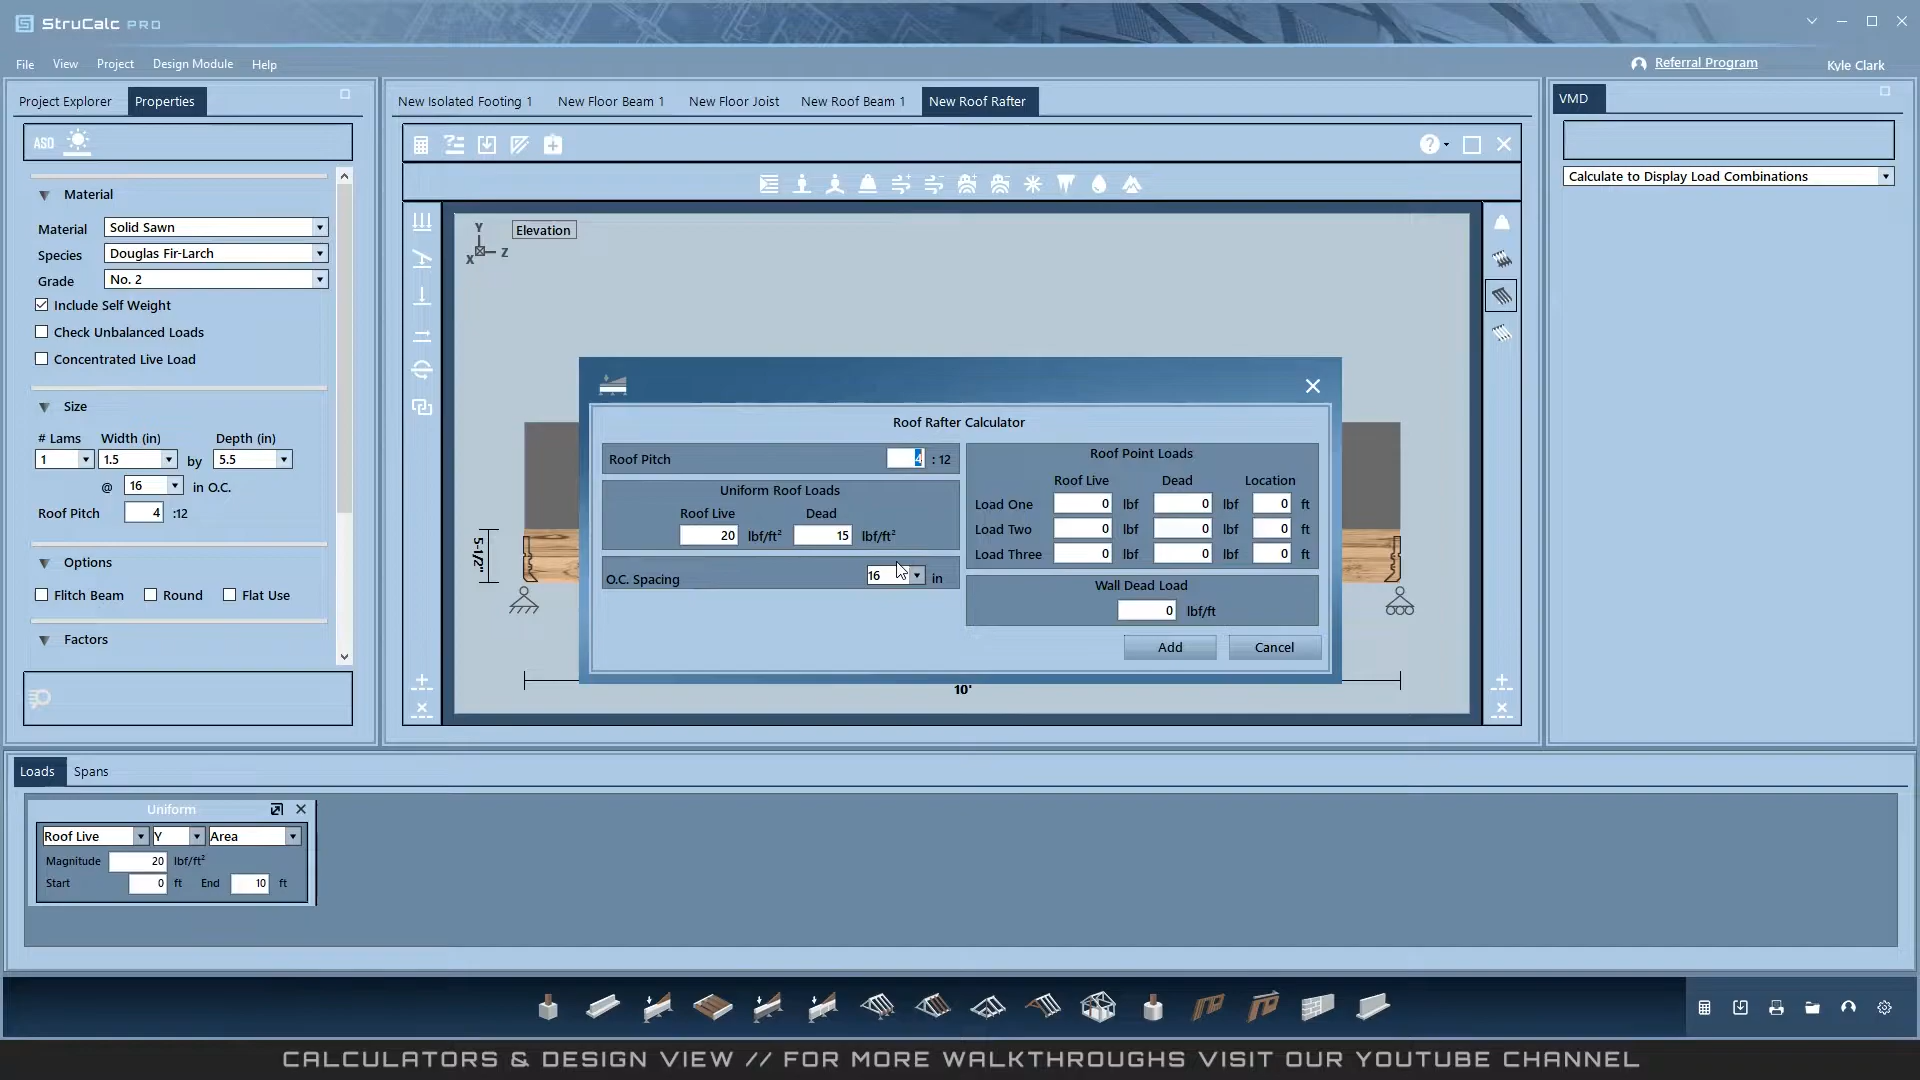 StruCalc PRO
File View Project Design Module Help
Referral Program Kyle Clark
Project Explorer Properties
New Isolated Footing 1 New Floor Beam 1 New Floor Joist New Roof Beam 1 New Roof Rafter
VMD
ASD
Calculate to Display Load Combinations
Material
Material Solid Sawn
Species Douglas Fir-Larch
Grade No. 2
Include Self Weight
Check Unbalanced Loads
Concentrated Live Load
Size
# Lams Width (in) Depth (in)
1 1.5 by 5.5
@ 16 in O.C.
Roof Pitch 4 :12
Options
Flitch Beam Round Flat Use
Factors
Y
X Z
Elevation
5-1/2"
10'
Roof Rafter Calculator
Roof Pitch 4 : 12
Uniform Roof Loads
Roof Live Dead
20 lbf/ft² 15 lbf/ft²
O.C. Spacing 16 in
Roof Point Loads
Roof Live Dead Location
Load One 0 lbf 0 lbf 0 ft
Load Two 0 lbf 0 lbf 0 ft
Load Three 0 lbf 0 lbf 0 ft
Wall Dead Load
0 lbf/ft
Add Cancel
Loads Spans
Uniform
Roof Live Y Area
Magnitude 20 lbf/ft²
Start 0 ft End 10 ft
CALCULATORS & DESIGN VIEW // FOR MORE WALKTHROUGHS VISIT OUR YOUTUBE CHANNEL